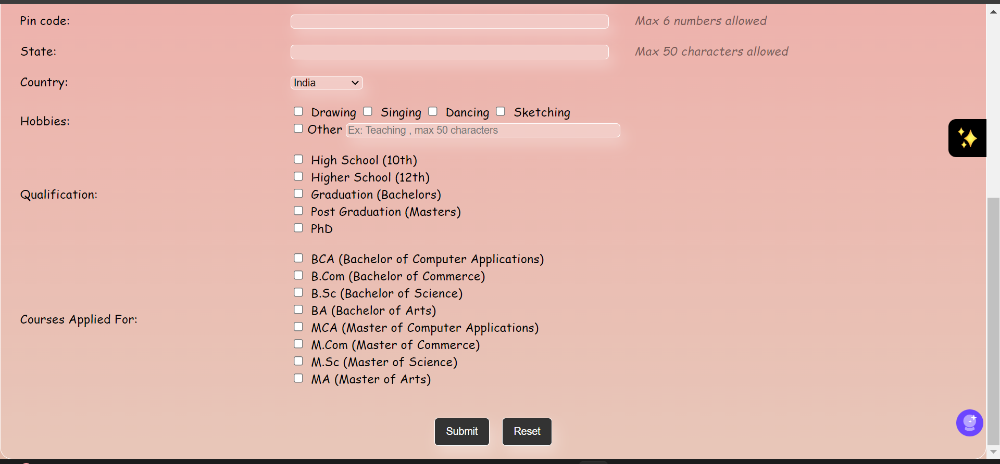 Pin code:
Max 6 numbers allowed
State:
Max 50 characters allowed
Country:
India
Hobbies:
Drawing Singing Dancing Sketching
Other Ex: Teaching , max 50 characters
Qualification:
High School (10th)
Higher School (12th)
Graduation (Bachelors)
Post Graduation (Masters)
PhD
Courses Applied For:
BCA (Bachelor of Computer Applications)
B.Com (Bachelor of Commerce)
B.Sc (Bachelor of Science)
BA (Bachelor of Arts)
MCA (Master of Computer Applications)
M.Com (Master of Commerce)
M.Sc (Master of Science)
MA (Master of Arts)
Submit Reset